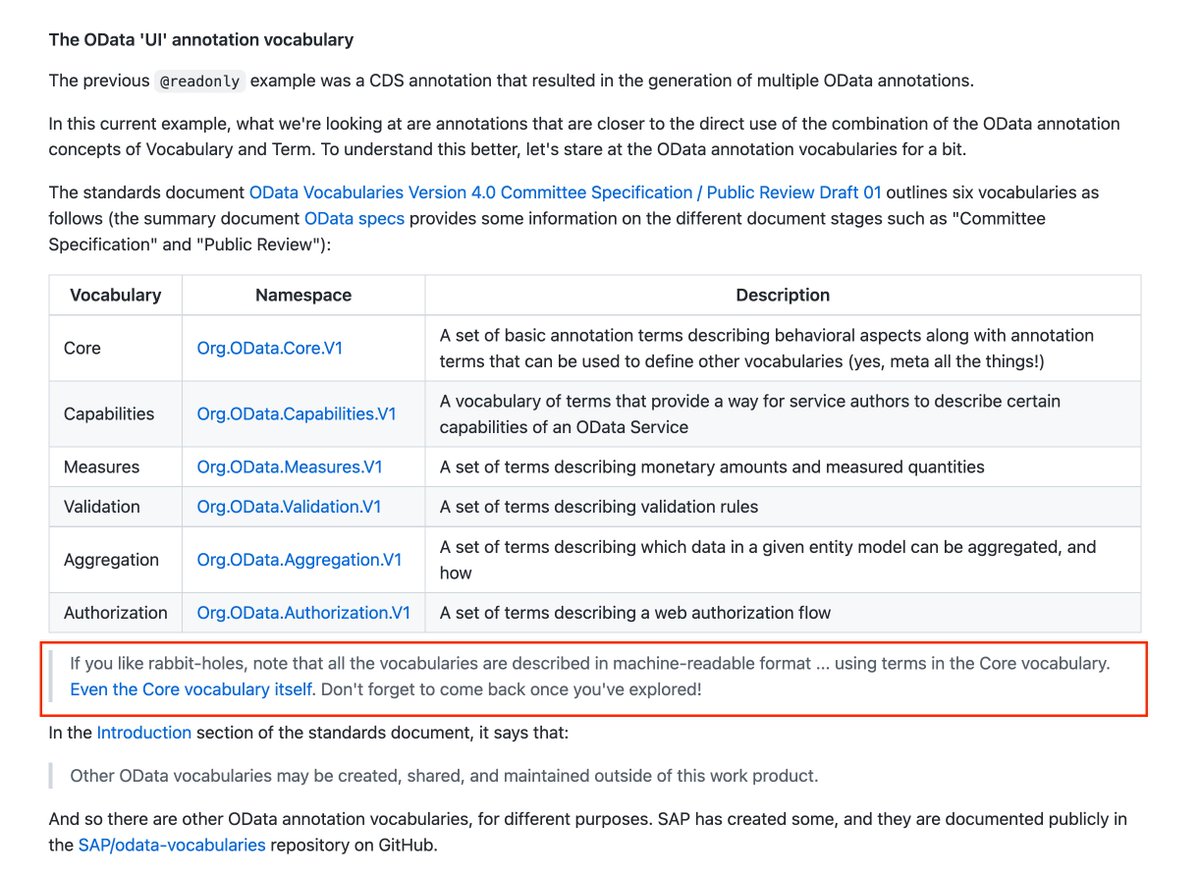 The OData 'UI' annotation vocabulary
The previous @readonly example was a CDS annotation that resulted in the generation of multiple OData annotations.
In this current example, what we're looking at are annotations that are closer to the direct use of the combination of the OData annotation
concepts of Vocabulary and Term. To understand this better, let's stare at the OData annotation vocabularies for a bit.
The standards document OData Vocabularies Version 4.0 Committee Specification / Public Review Draft 01 outlines six vocabularies as
follows (the summary document OData specs provides some information on the different document stages such as "Committee
Specification" and "Public Review"):
Vocabulary Namespace Description
Core Org.OData.Core.V1 A set of basic annotation terms describing behavioral aspects along with annotation
terms that can be used to define other vocabularies (yes, meta all the things!)
Capabilities Org.OData.Capabilities.V1 A vocabulary of terms that provide a way for service authors to describe certain
capabilities of an OData Service
Measures Org.OData.Measures.V1 A set of terms describing monetary amounts and measured quantities
Validation Org.OData.Validation.V1 A set of terms describing validation rules
Aggregation Org.OData.Aggregation.V1 A set of terms describing which data in a given entity model can be aggregated, and
how
Authorization Org.OData.Authorization.V1 A set of terms describing a web authorization flow
If you like rabbit-holes, note that all the vocabularies are described in machine-readable format ... using terms in the Core vocabulary.
Even the Core vocabulary itself. Don't forget to come back once you've explored!
In the Introduction section of the standards document, it says that:
Other OData vocabularies may be created, shared, and maintained outside of this work product.
And so there are other OData annotation vocabularies, for different purposes. SAP has created some, and they are documented publicly in
the SAP/odata-vocabularies repository on GitHub.